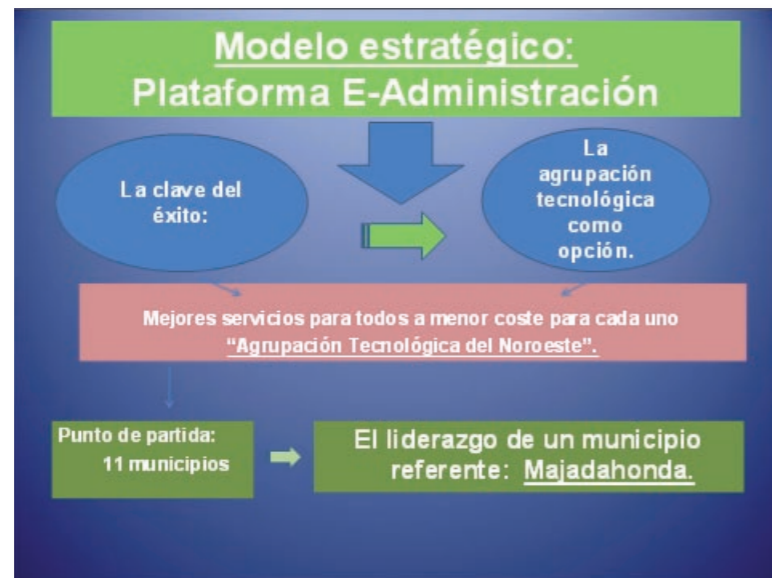 Modelo estratégico:
Plataforma E-Administración
La clave del
éxito:
La
agrupación
tecnológica
como
opción.
Mejores servicios para todos a menor coste para cada uno
“Agrupación Tecnológica del Noroeste”.
Punto de partida:
11 municipios
El liderazgo de un municipio
referente: Majadahonda.